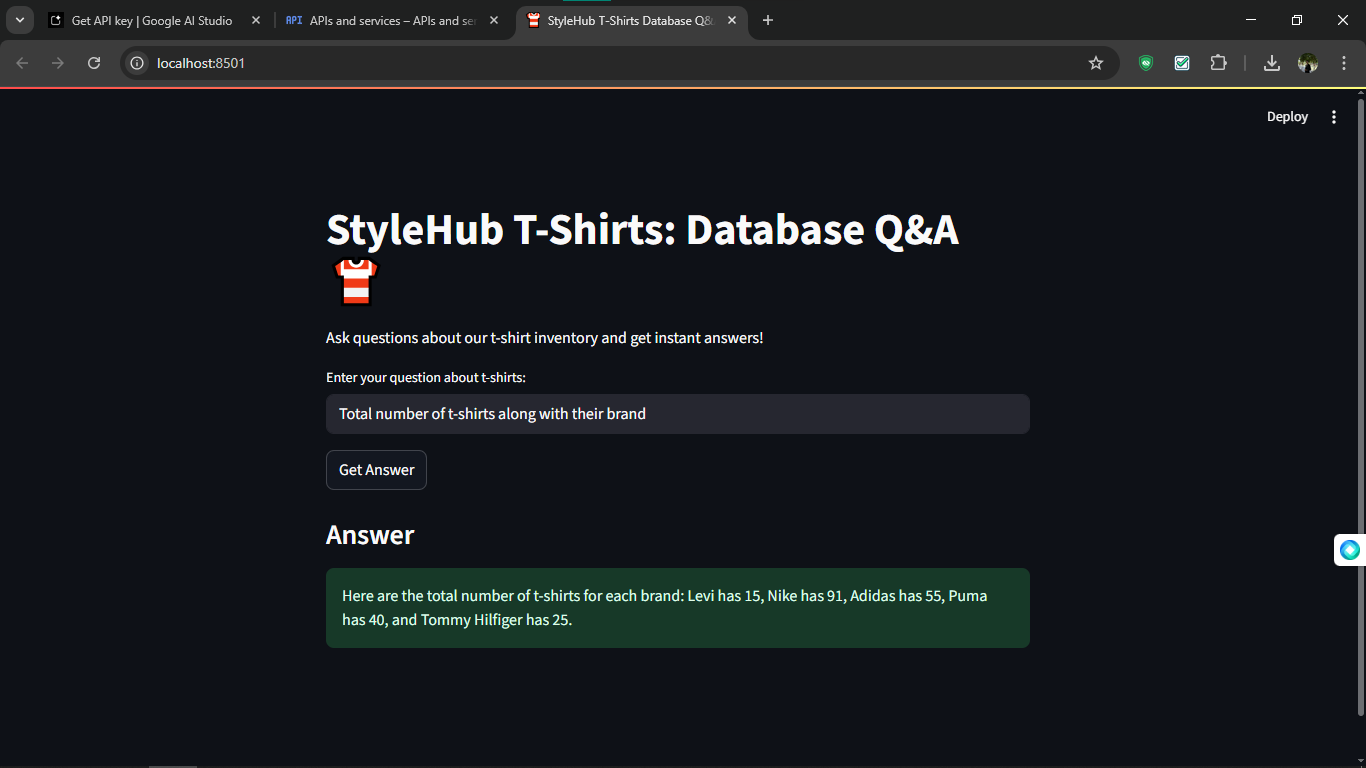 Get API key | Google AI Studio
API APIs and services – APIs and se
StyleHub T-Shirts Database Q&
localhost:8501
Deploy
StyleHub T-Shirts: Database Q&A
Ask questions about our t-shirt inventory and get instant answers!
Enter your question about t-shirts:
Total number of t-shirts along with their brand
Get Answer
Answer
Here are the total number of t-shirts for each brand: Levi has 15, Nike has 91, Adidas has 55, Puma
has 40, and Tommy Hilfiger has 25.